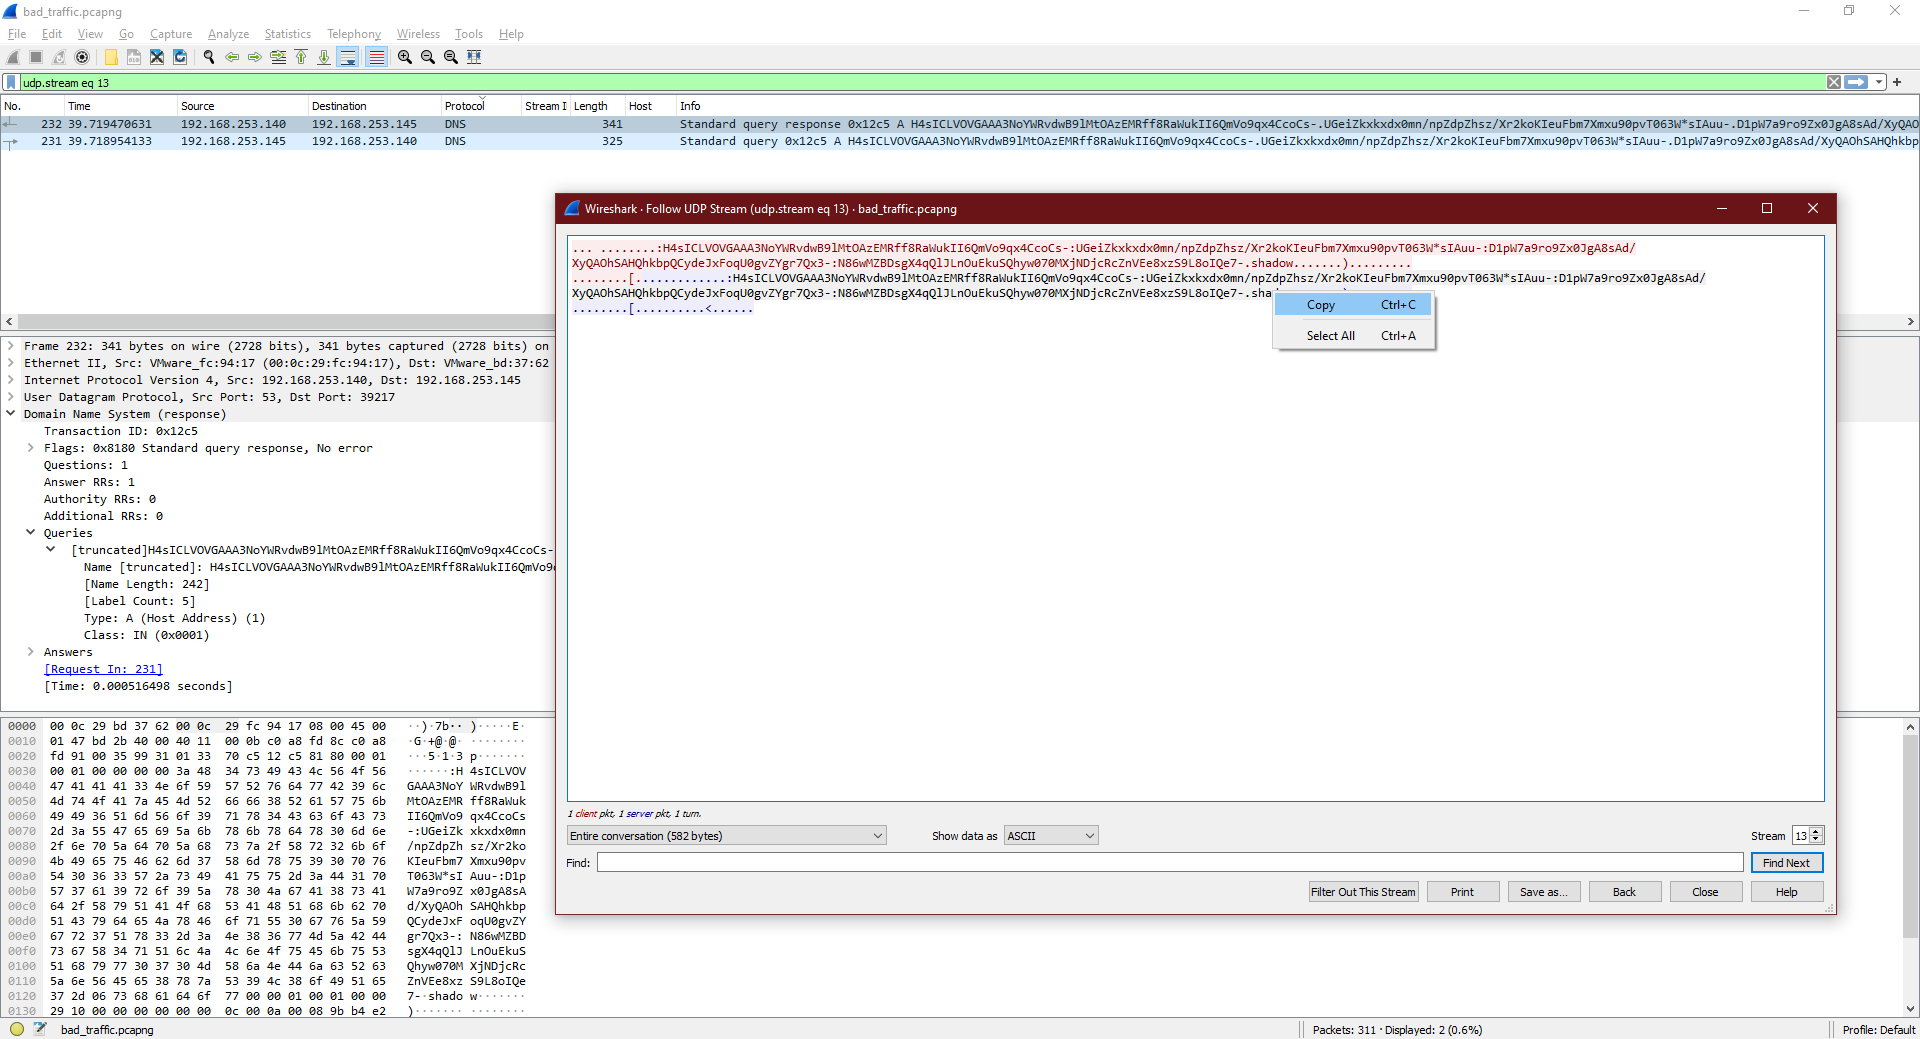 bad_traffic.pcapng
File Edit View Go Capture Analyze Statistics Telephony Wireless Tools Help
udp.stream eq 13
No. Time Source Destination Protocol Stream I Length Host Info
232 39.719470631 192.168.253.140 192.168.253.145 DNS 341 Standard query response 0x12c5 A H4sICLVOVGAAA3NoYWRvdwB9lMtOAzEMRff8RaWukII6QmVo9qx4CcoCs-.UGeiZkxkxdx0mn/npZdpZhsz/Xr2koKIeuFbm7Xmxu90pvT063W*sIAuu-.D1pW7a9ro9Zx0JgA8sAd/XyQAO
231 39.718954133 192.168.253.145 192.168.253.140 DNS 325 Standard query 0x12c5 A H4sICLVOVGAAA3NoYWRvdwB9lMtOAzEMRff8RaWukII6QmVo9qx4CcoCs-.UGeiZkxkxdx0mn/npZdpZhsz/Xr2koKIeuFbm7Xmxu90pvT063W*sIAuu-.D1pW7a9ro9Zx0JgA8sAd/XyQAOhSAHQhkbp
Wireshark · Follow UDP Stream (udp.stream eq 13) · bad_traffic.pcapng
... ........:H4sICLVOVGAAA3NoYWRvdwB9lMtOAzEMRff8RaWukII6QmVo9qx4CcoCs-:UGeiZkxkxdx0mn/npZdpZhsz/Xr2koKIeuFbm7Xmxu90pvT063W*sIAuu-:D1pW7a9ro9Zx0JgA8sAd/
XyQAOhSAHQhkbpQCydeJxFoqU0gvZYgr7Qx3-:N86wMZBDsgX4qQlJLnOuEkuSQhyw070MXjNDjcRcZnVEe8xzS9L8oIQe7-.shadow.......).........
........[.............:H4sICLVOVGAAA3NoYWRvdwB9lMtOAzEMRff8RaWukII6QmVo9qx4CcoCs-:UGeiZkxkxdx0mn/npZdpZhsz/Xr2koKIeuFbm7Xmxu90pvT063W*sIAuu-:D1pW7a9ro9Zx0JgA8sAd/
XyQAOhSAHQhkbpQCydeJxFoqU0gvZYgr7Qx3-:N86wMZBDsgX4qQlJLnOuEkuSQhyw070MXjNDjcRcZnVEe8xzS9L8oIQe7-.sha
........[..........<......
Copy Ctrl+C
Select All Ctrl+A
Frame 232: 341 bytes on wire (2728 bits), 341 bytes captured (2728 bits) on
Ethernet II, Src: VMware_fc:94:17 (00:0c:29:fc:94:17), Dst: VMware_bd:37:62
Internet Protocol Version 4, Src: 192.168.253.140, Dst: 192.168.253.145
User Datagram Protocol, Src Port: 53, Dst Port: 39217
Domain Name System (response)
Transaction ID: 0x12c5
Flags: 0x8180 Standard query response, No error
Questions: 1
Answer RRs: 1
Authority RRs: 0
Additional RRs: 0
Queries
[truncated]H4sICLVOVGAAA3NoYWRvdwB9lMtOAzEMRff8RaWukII6QmVo9qx4CcoCs-
Name [truncated]: H4sICLVOVGAAA3NoYWRvdwB9lMtOAzEMRff8RaWukII6QmVo9
[Name Length: 242]
[Label Count: 5]
Type: A (Host Address) (1)
Class: IN (0x0001)
Answers
[Request In: 231]
[Time: 0.000516498 seconds]
0000 00 0c 29 bd 37 62 00 0c 29 fc 94 17 08 00 45 00 ··)·7b·· )·····E·
0010 01 47 bd 2b 40 00 40 11 00 0b c0 a8 fd 8c c0 a8 ·G·+@·@· ········
0020 fd 91 00 35 99 31 01 33 70 c5 12 c5 81 80 00 01 ···5·1·3 p·······
0030 00 01 00 00 00 00 3a 48 34 73 49 43 4c 56 4f 56 ······:H 4sICLVOV
0040 47 41 41 41 33 4e 6f 59 57 52 76 64 77 42 39 6c GAAA3NoY WRvdwB9l
0050 4d 74 4f 41 7a 45 4d 52 66 66 38 52 61 57 75 6b MtOAzEMR ff8RaWuk
0060 49 49 36 51 6d 56 6f 39 71 78 34 43 63 6f 43 73 II6QmVo9 qx4CcoCs
0070 2d 3a 55 47 65 69 5a 6b 78 6b 78 64 78 30 6d 6e -:UGeiZk xkxdx0mn
0080 2f 6e 70 5a 64 70 5a 68 73 7a 2f 58 72 32 6b 6f /npZdpZh sz/Xr2ko
0090 4b 49 65 75 46 62 6d 37 58 6d 78 75 39 30 70 76 KIeuFbm7 Xmxu90pv
00a0 54 30 36 33 57 2a 73 49 41 75 75 2d 3a 44 31 70 T063W*sI Auu-:D1p
00b0 57 37 61 39 72 6f 39 5a 78 30 4a 67 41 38 73 41 W7a9ro9Z x0JgA8sA
00c0 64 2f 58 79 51 41 4f 68 53 41 48 51 68 6b 62 70 d/XyQAOh SAHQhkbp
00d0 51 43 79 64 65 4a 78 46 6f 71 55 30 67 76 5a 59 QCydeJxF oqU0gvZY
00e0 67 72 37 51 78 33 2d 3a 4e 38 36 77 4d 5a 42 44 gr7Qx3-: N86wMZBD
00f0 73 67 58 34 71 51 6c 4a 4c 6e 4f 75 45 6b 75 53 sgX4qQlJ LnOuEkuS
0100 51 68 79 77 30 37 30 4d 58 6a 4e 44 6a 63 52 63 Qhyw070M XjNDjcRc
0110 5a 6e 56 45 65 38 78 7a 53 39 4c 38 6f 49 51 65 ZnVEe8xz S9L8oIQe
0120 37 2d 06 73 68 61 64 6f 77 00 00 01 00 01 00 00 7-·shado w·······
0130 29 10 00 00 00 00 00 00 0c 00 0a 00 08 9b b4 e2 )······· ········
1 client pkt, 1 server pkt, 1 turn.
Entire conversation (582 bytes) Show data as ASCII Stream 13
Find: Find Next
Filter Out This Stream Print Save as... Back Close Help
bad_traffic.pcapng Packets: 311 · Displayed: 2 (0.6%) Profile: Default